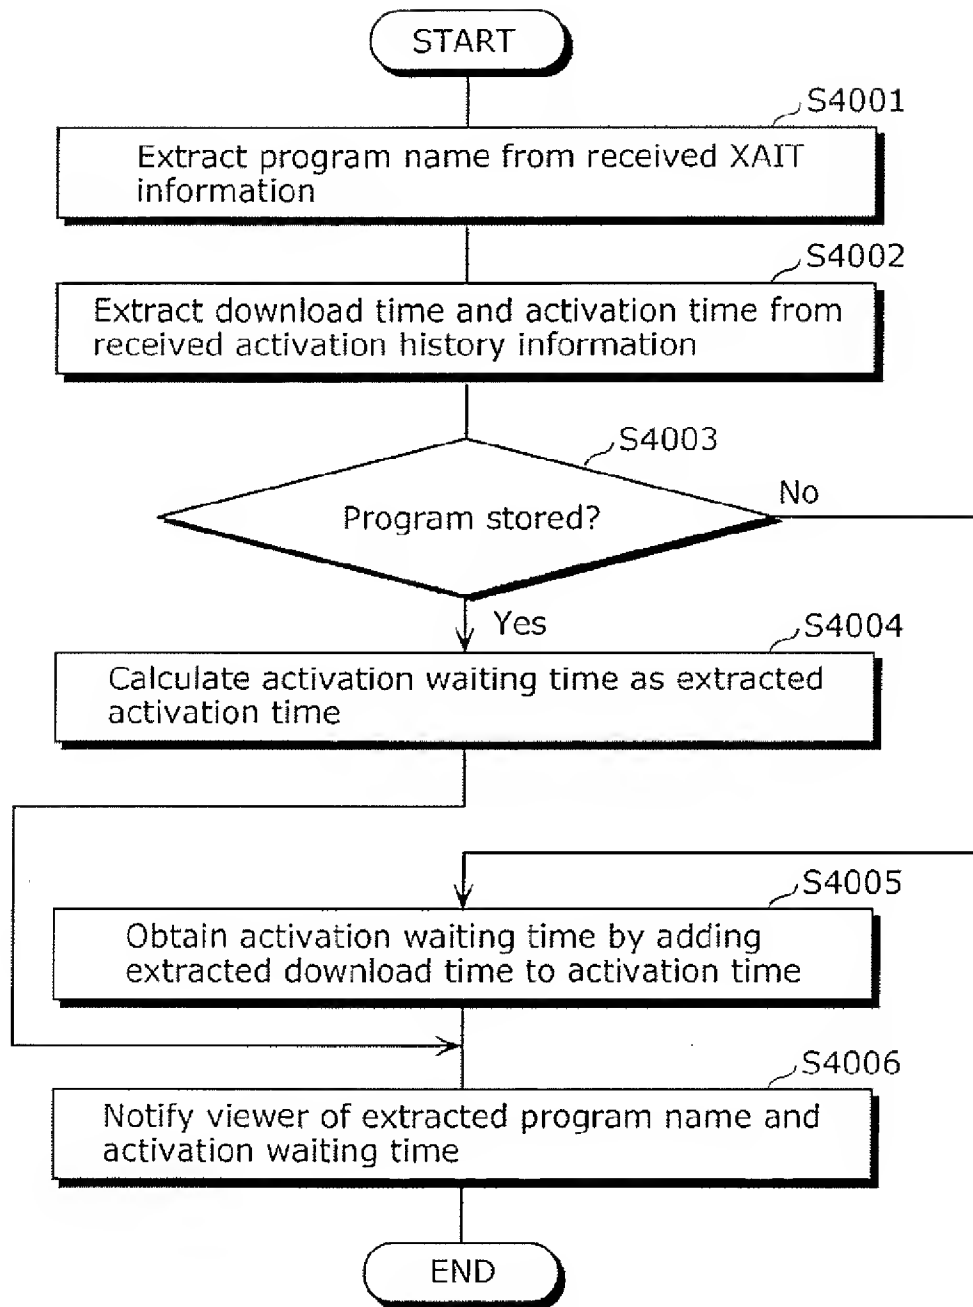 START
S4001
Extract program name from received XAIT
information
S4002
Extract download time and activation time from
received activation history information
S4003
Program stored?
No
Yes
S4004
Calculate activation waiting time as extracted
activation time
S4005
Obtain activation waiting time by adding
extracted download time to activation time
S4006
Notify viewer of extracted program name and
activation waiting time
END